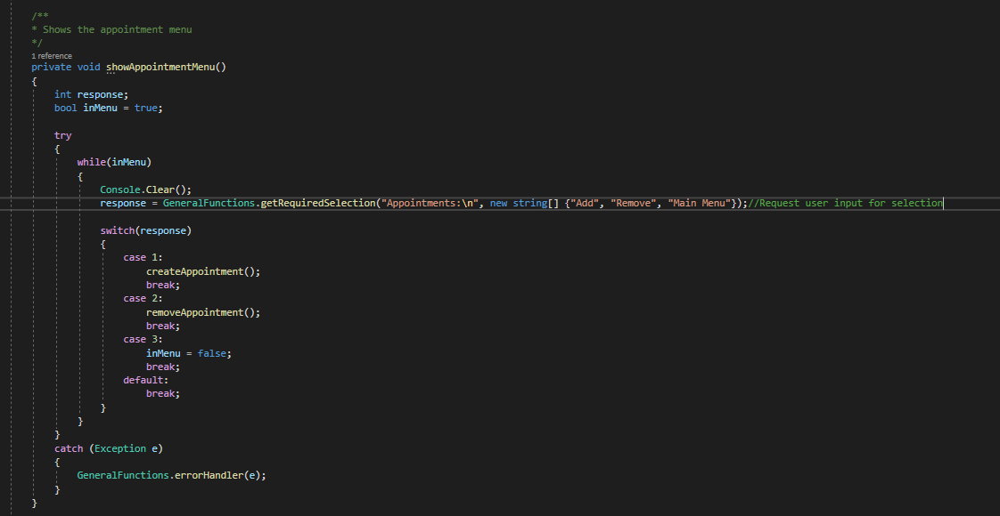 /**
* Shows the appointment menu
*/
1 reference
private void showAppointmentMenu()
{
int response;
bool inMenu = true;
try
{
while(inMenu)
{
Console.Clear();
response = GeneralFunctions.getRequiredSelection("Appointments:\n", new string[] {"Add", "Remove", "Main Menu"});//Request user input for selection
switch(response)
{
case 1:
createAppointment();
break;
case 2:
removeAppointment();
break;
case 3:
inMenu = false;
break;
default:
break;
}
}
}
catch (Exception e)
{
GeneralFunctions.errorHandler(e);
}
}